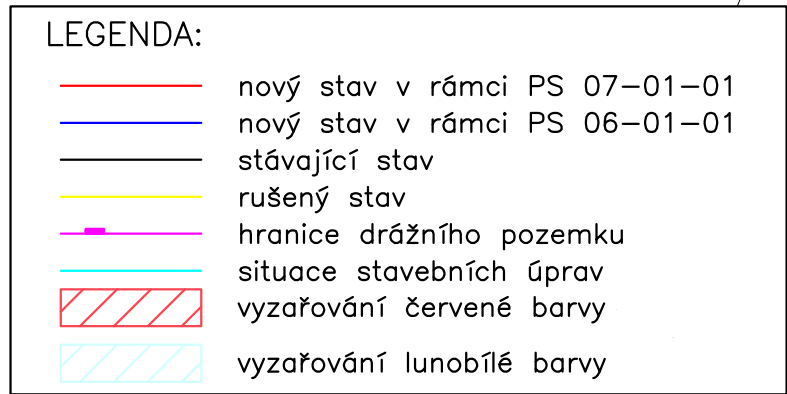 LEGENDA:
nový stav v rámci PS 07-01-01
nový stav v rámci PS 06-01-01
stávající stav
rušený stav
hranice drážního pozemku
situace stavebních úprav
vyzařování červené barvy
vyzařování lunobílé barvy